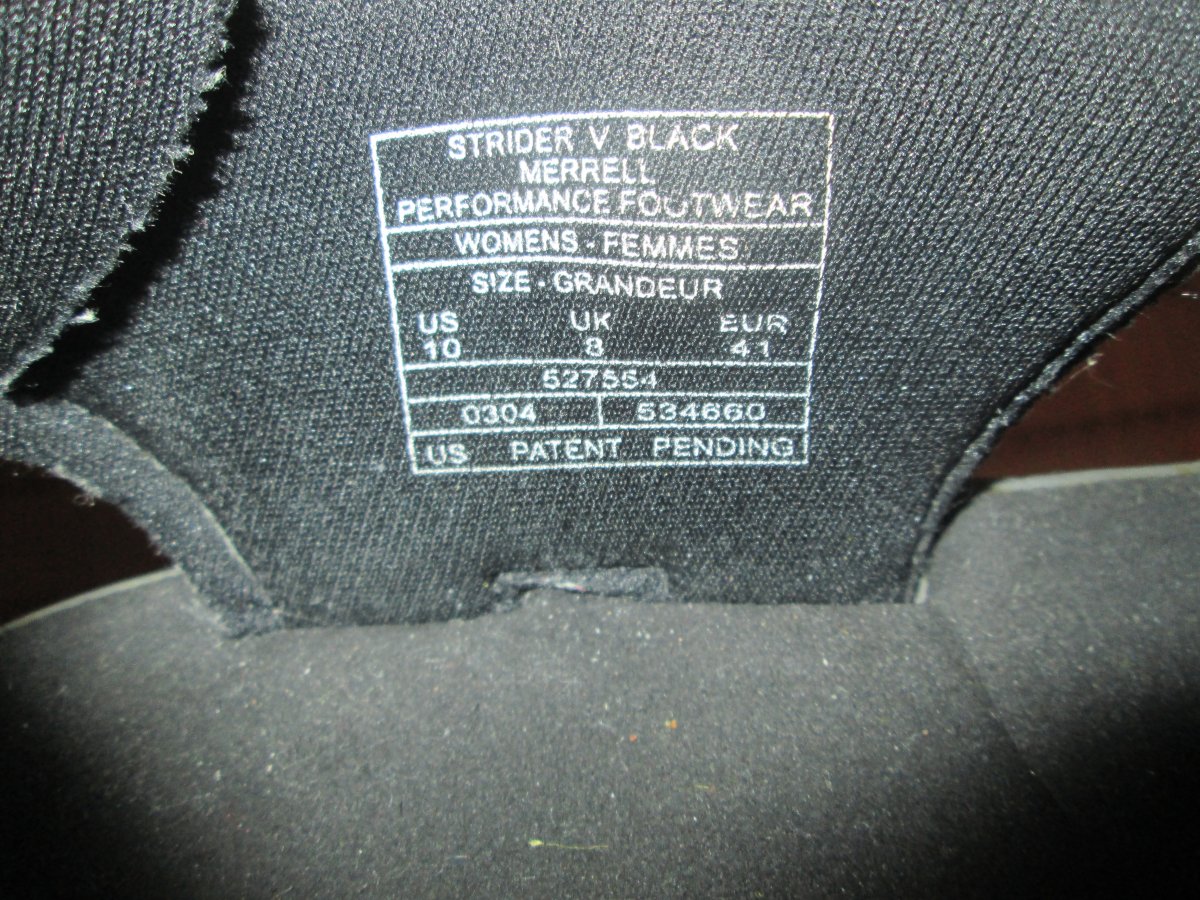 STRIDER V BLACK
MERRELL
PERFORMANCE FOOTWEAR
WOMENS - FEMMES
SIZE - GRANDEUR
US UK EUR
10 8 41
527554
0304 534660
US PATENT PENDING